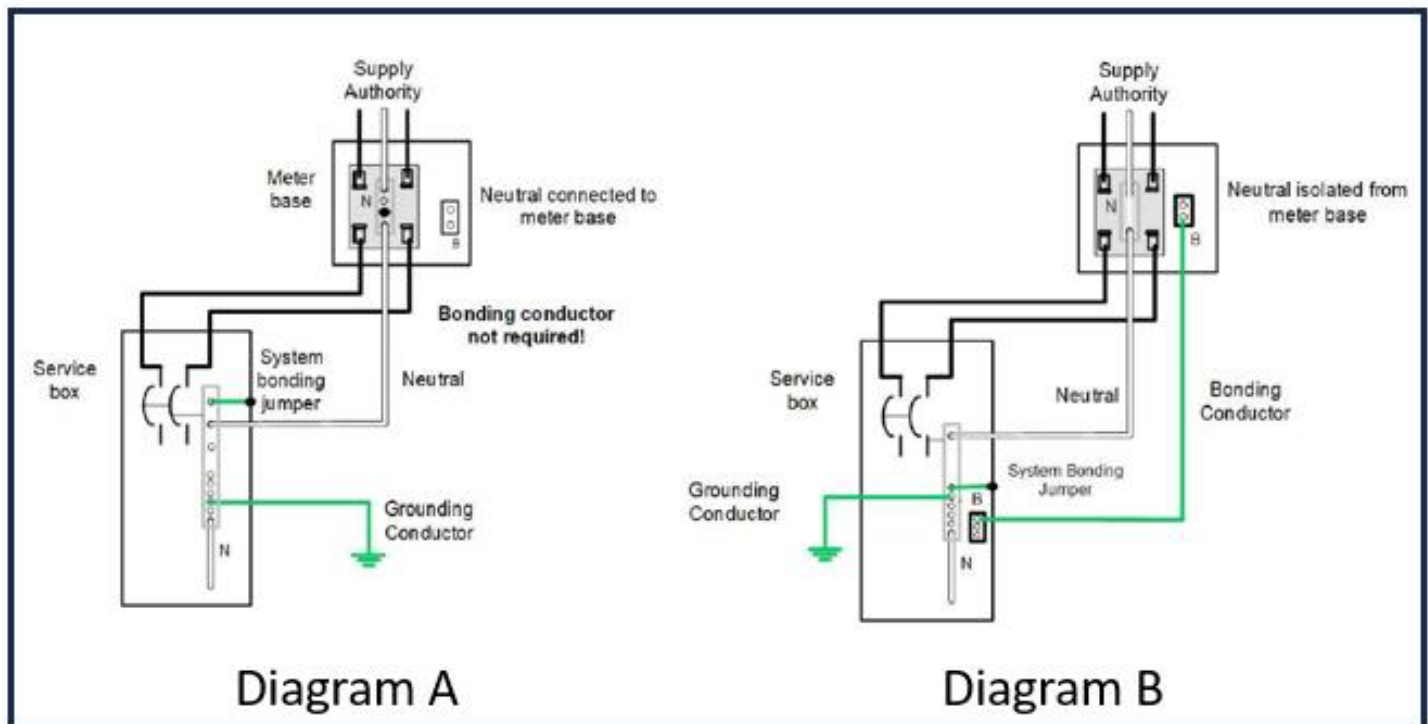 Supply
Authority
Meter
base
N
Neutral connected to
meter base
B
Bonding conductor
not required!
Service
box
System
bonding
jumper
Neutral
Grounding
Conductor
N
Diagram A
Supply
Authority
N
Neutral isolated from
meter base
B
Service
box
Neutral
Bonding
Conductor
System Bonding
Jumper
Grounding
Conductor
B
N
Diagram B